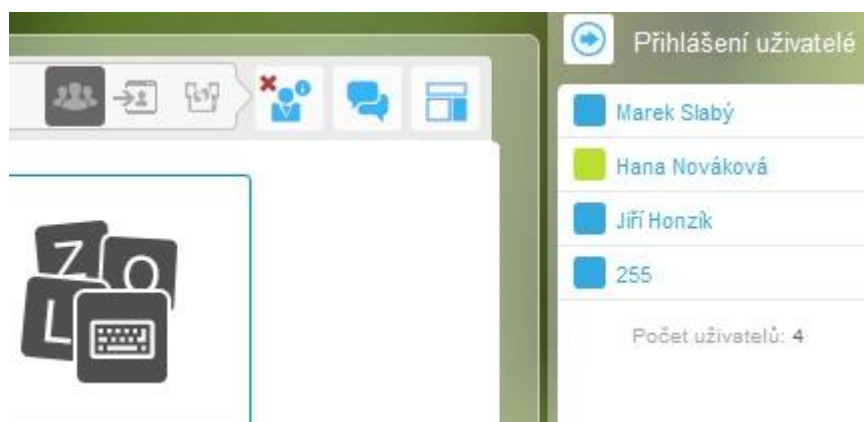 Přihlášení uživatelé
Marek Slabý
Hana Nováková
Jiří Honzík
255
Počet uživatelů: 4
Z
O
L